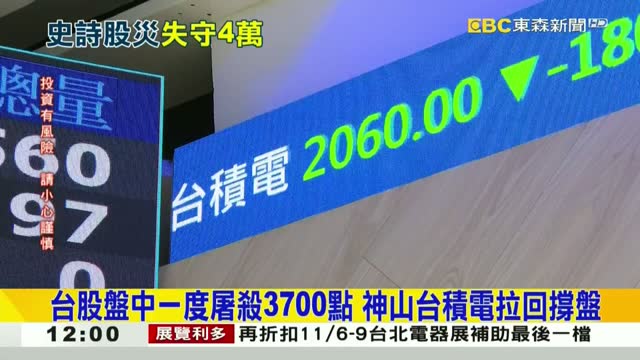 史詩股災失守4萬
EBC東森新聞HD
投資有風險 請小心謹慎
總量
560
97
0
台積電 2060.00 ▼-180
台股盤中一度屠殺3700點 神山台積電拉回撐盤
12:00 展覽利多 再折扣11/6-9台北電器展補助最後一檔